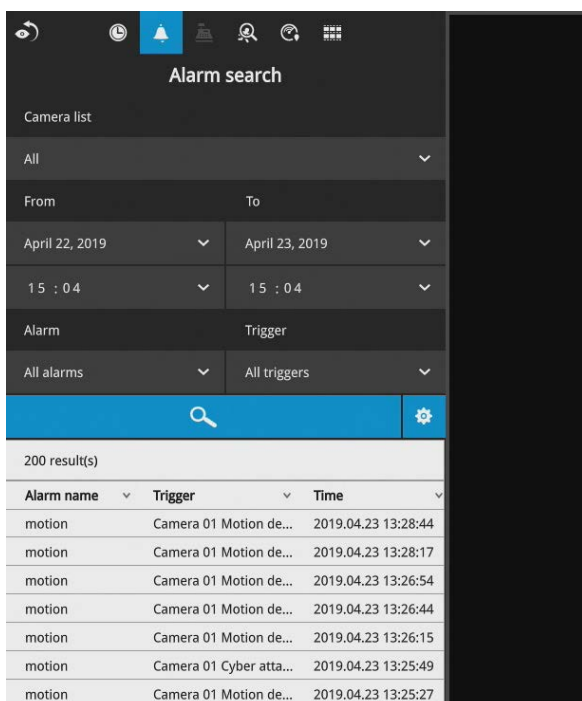 Alarm search
Camera list
All
From To
April 22, 2019 April 23, 2019
15 : 04 15 : 04
Alarm Trigger
All alarms All triggers
200 result(s)
Alarm name Trigger Time
motion Camera 01 Motion de... 2019.04.23 13:28:44
motion Camera 01 Motion de... 2019.04.23 13:28:17
motion Camera 01 Motion de... 2019.04.23 13:26:54
motion Camera 01 Motion de... 2019.04.23 13:26:44
motion Camera 01 Motion de... 2019.04.23 13:26:15
motion Camera 01 Cyber atta... 2019.04.23 13:25:49
motion Camera 01 Motion de... 2019.04.23 13:25:27